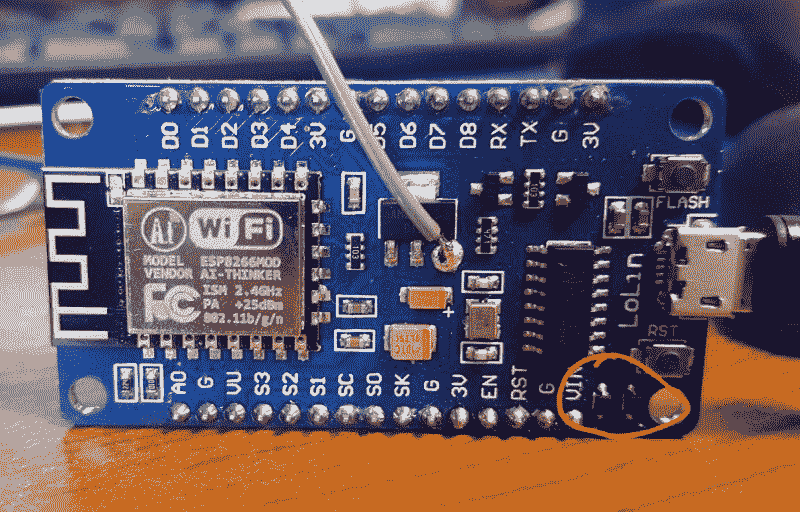 D0 D1 D2 D3 D4 3V G D5 D6 D7 D8 RX TX G 3V
FLASH
Ai WiFi
MODEL ESP8266MOD
VENDOR AI-THINKER
ISM 2.4GHz
PA +25dBm
802.11b/g/n
FC
LoLin
RST
+
A0 G VU S3 S2 S1 SC SO SK G 3V EN RST G VIN